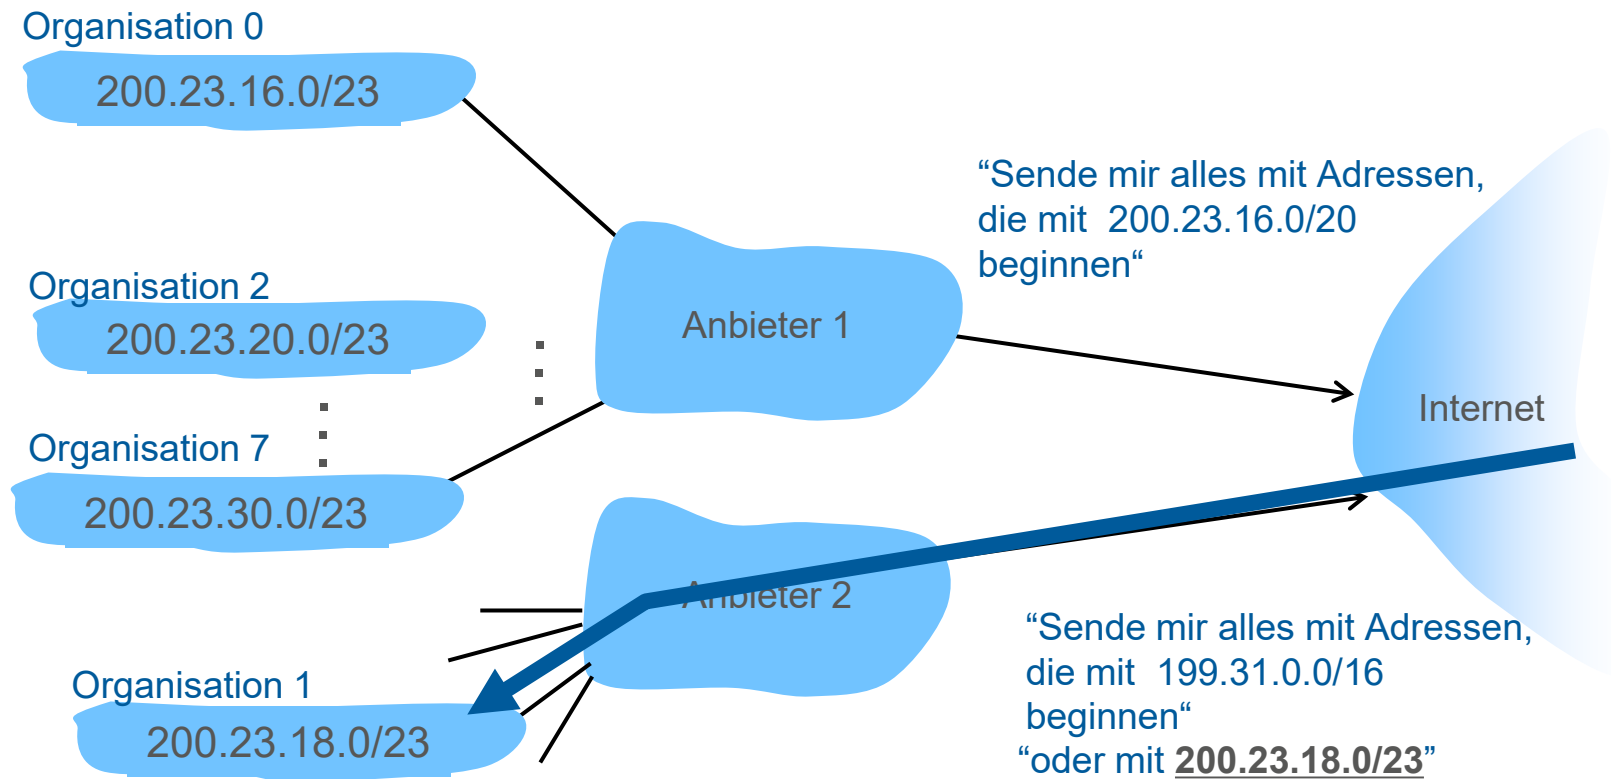 Organisation 0
200.23.16.0/23
“Sende mir alles mit Adressen,
die mit 200.23.16.0/20
beginnen“
Organisation 2
200.23.20.0/23
Anbieter 1
Internet
Organisation 7
200.23.30.0/23
Anbieter 2
“Sende mir alles mit Adressen,
die mit 199.31.0.0/16
beginnen“
“oder mit 200.23.18.0/23”
Organisation 1
200.23.18.0/23